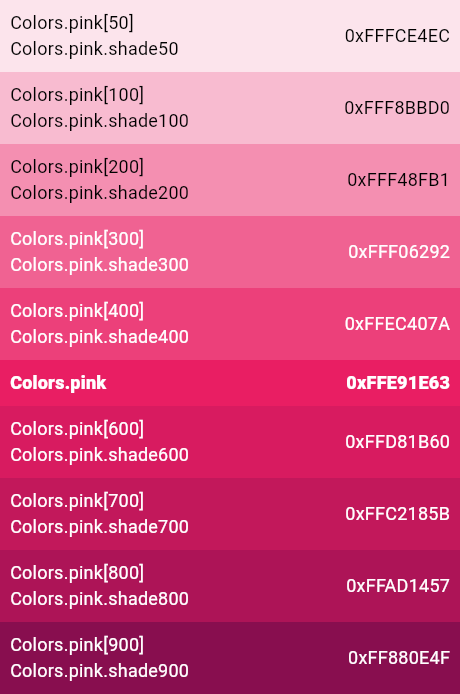 Colors.pink[50]
Colors.pink.shade50
0xFFFCE4EC
Colors.pink[100]
Colors.pink.shade100
0xFFF8BBD0
Colors.pink[200]
Colors.pink.shade200
0xFFF48FB1
Colors.pink[300]
Colors.pink.shade300
0xFFF06292
Colors.pink[400]
Colors.pink.shade400
0xFFEC407A
Colors.pink
0xFFE91E63
Colors.pink[600]
Colors.pink.shade600
0xFFD81B60
Colors.pink[700]
Colors.pink.shade700
0xFFC2185B
Colors.pink[800]
Colors.pink.shade800
0xFFAD1457
Colors.pink[900]
Colors.pink.shade900
0xFF880E4F